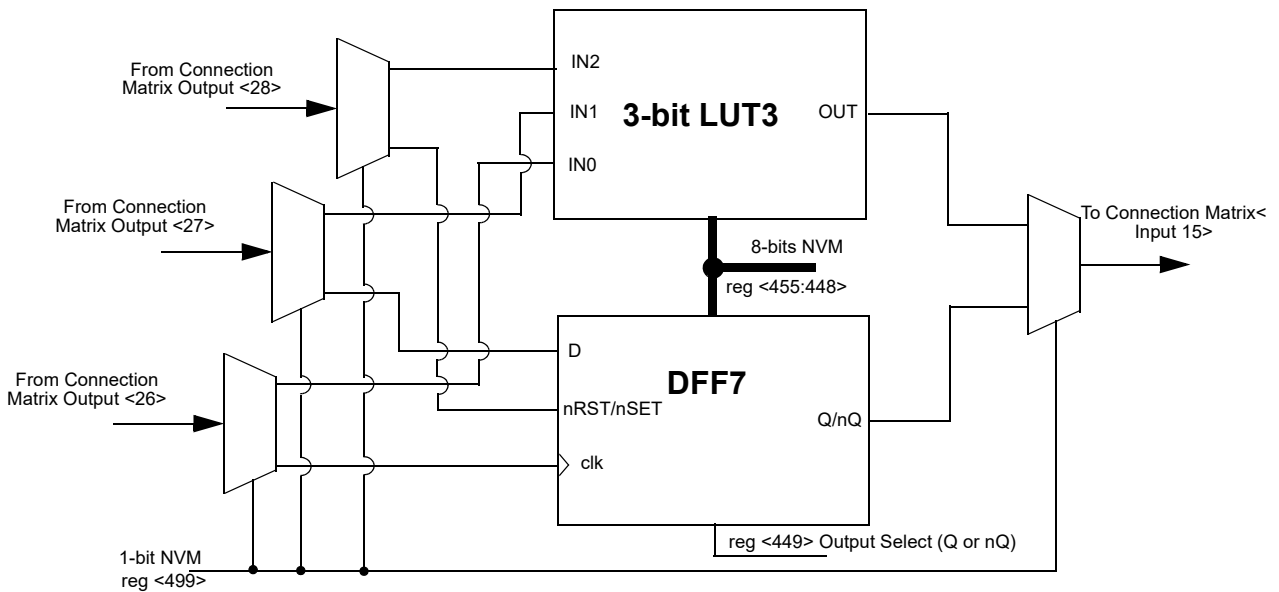 From Connection
Matrix Output <28>
IN2
IN1
3-bit LUT3
OUT
IN0
From Connection
Matrix Output <27>
To Connection Matrix<
Input 15>
8-bits NVM
reg <455:448>
D
DFF7
From Connection
Matrix Output <26>
nRST/nSET
Q/nQ
clk
reg <449> Output Select (Q or nQ)
1-bit NVM
reg <499>